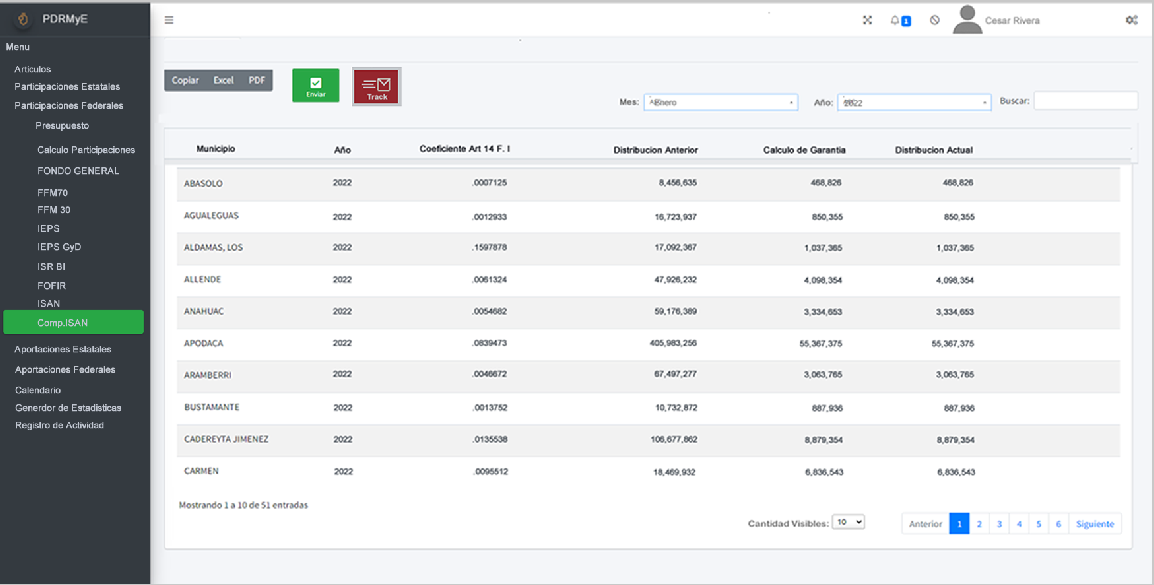 PDRMyE
1
Cesar Rivera
Menu
Articulos
Participaciones Estatales
Participaciones Federales
Presupuesto
Calculo Participaciones
FONDO GENERAL
FFM70
FFM 30
IEPS
IEPS GyD
ISR BI
FOFIR
ISAN
Comp.ISAN
Aportaciones Estatales
Aportaciones Federales
Calendario
Generdor de Estadisticas
Registro de Actividad
Copiar Excel PDF
Enviar
Track
Mes: Enero Año: 2022 Buscar:
Municipio Año Coeficiente Art 14 F. I Distribucion Anterior Calculo de Garantia Distribucion Actual
ABASOLO 2022 .0007125 8,456,635 468,826 468,826
AGUALEGUAS 2022 .0012933 16,723,937 850,355 850,355
ALDAMAS, LOS 2022 .1597878 17,092,367 1,037,365 1,037,365
ALLENDE 2022 .0061324 47,926,232 4,098,354 4,098,354
ANAHUAC 2022 .0054682 59,176,389 3,334,653 3,334,653
APODACA 2022 .0839473 405,983,256 55,367,375 55,367,375
ARAMBERRI 2022 .0046672 67,497,277 3,063,765 3,063,765
BUSTAMANTE 2022 .0013752 10,732,872 887,936 887,936
CADEREYTA JIMENEZ 2022 .0135538 106,677,862 8,879,354 8,879,354
CARMEN 2022 .0095512 18,469,932 6,836,543 6,836,543
Mostrando 1 a 10 de 51 entradas
Cantidad Visibles: 10
Anterior 1 2 3 4 5 6 Siguiente